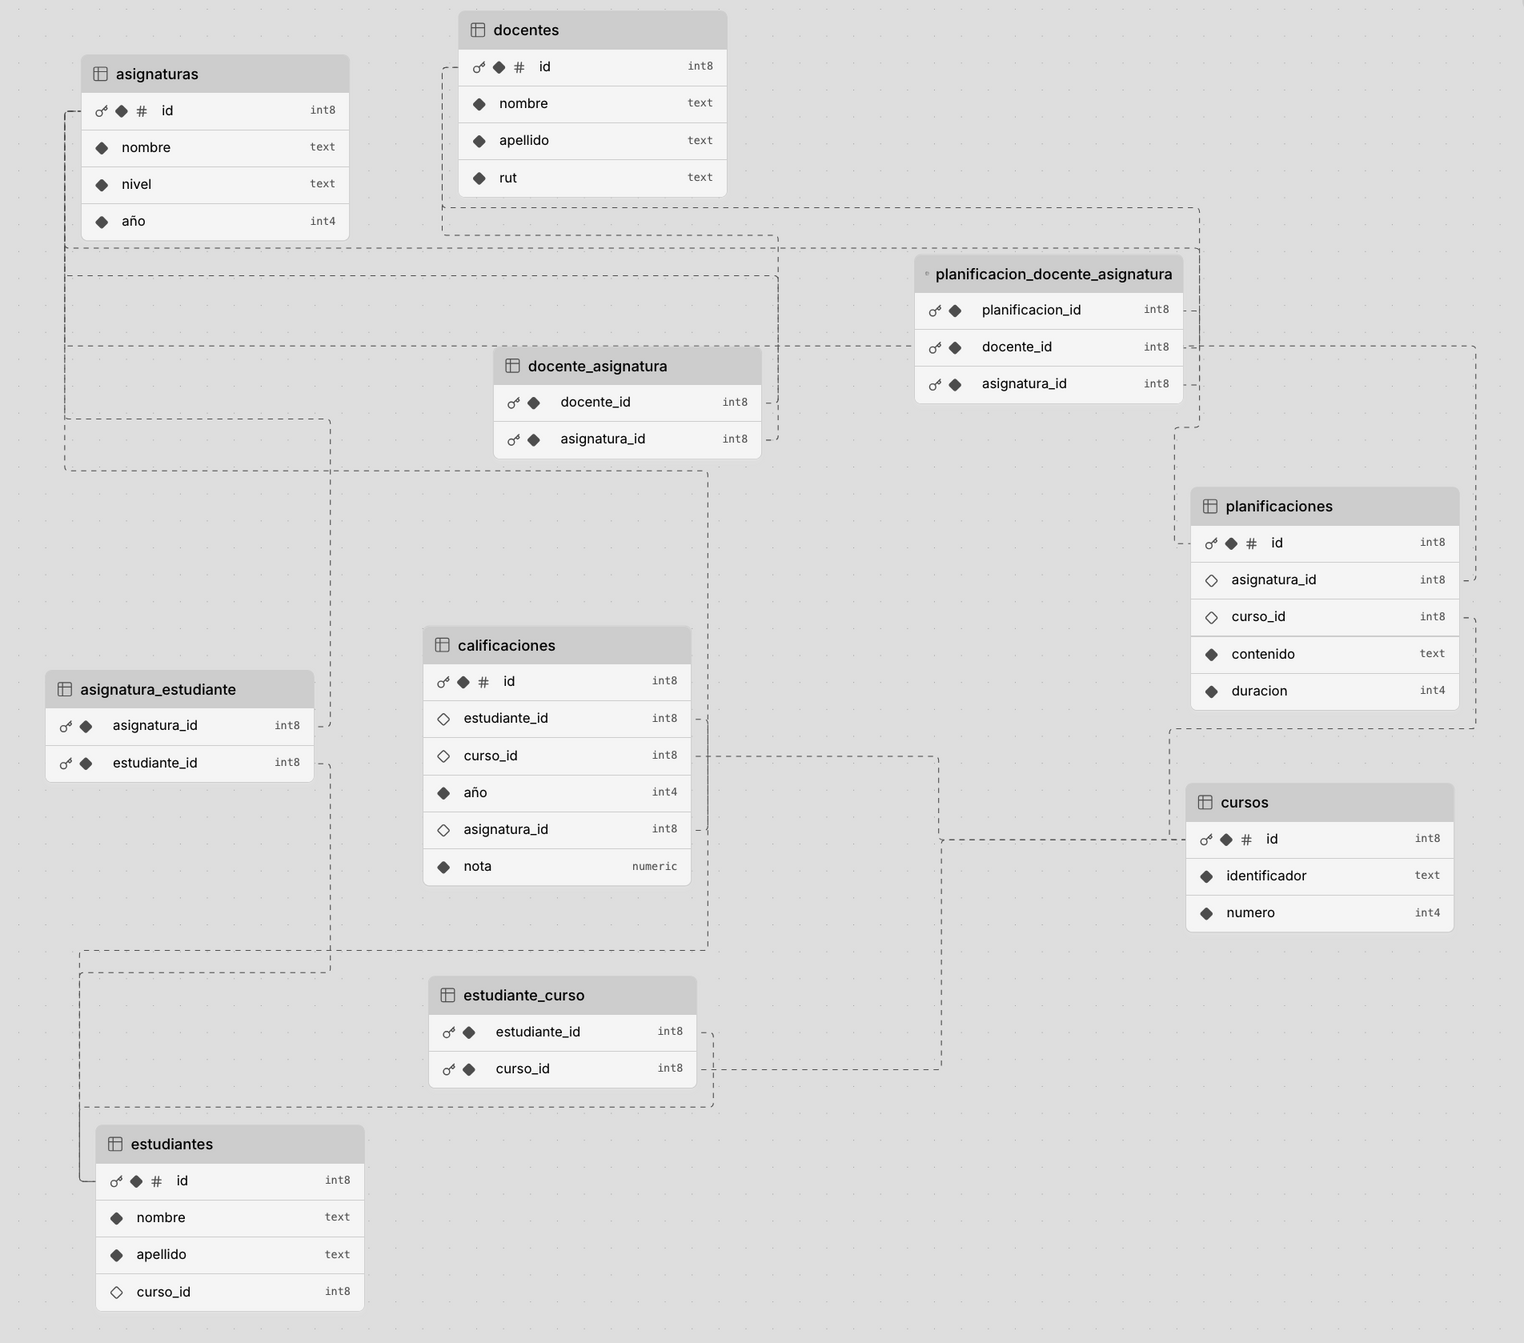 docentes
# id int8
nombre text
apellido text
rut text
asignaturas
# id int8
nombre text
nivel text
año int4
planificacion_docente_asignatura
planificacion_id int8
docente_id int8
asignatura_id int8
docente_asignatura
docente_id int8
asignatura_id int8
planificaciones
# id int8
asignatura_id int8
curso_id int8
contenido text
duracion int4
calificaciones
# id int8
estudiante_id int8
curso_id int8
año int4
asignatura_id int8
nota numeric
asignatura_estudiante
asignatura_id int8
estudiante_id int8
cursos
# id int8
identificador text
numero int4
estudiante_curso
estudiante_id int8
curso_id int8
estudiantes
# id int8
nombre text
apellido text
curso_id int8